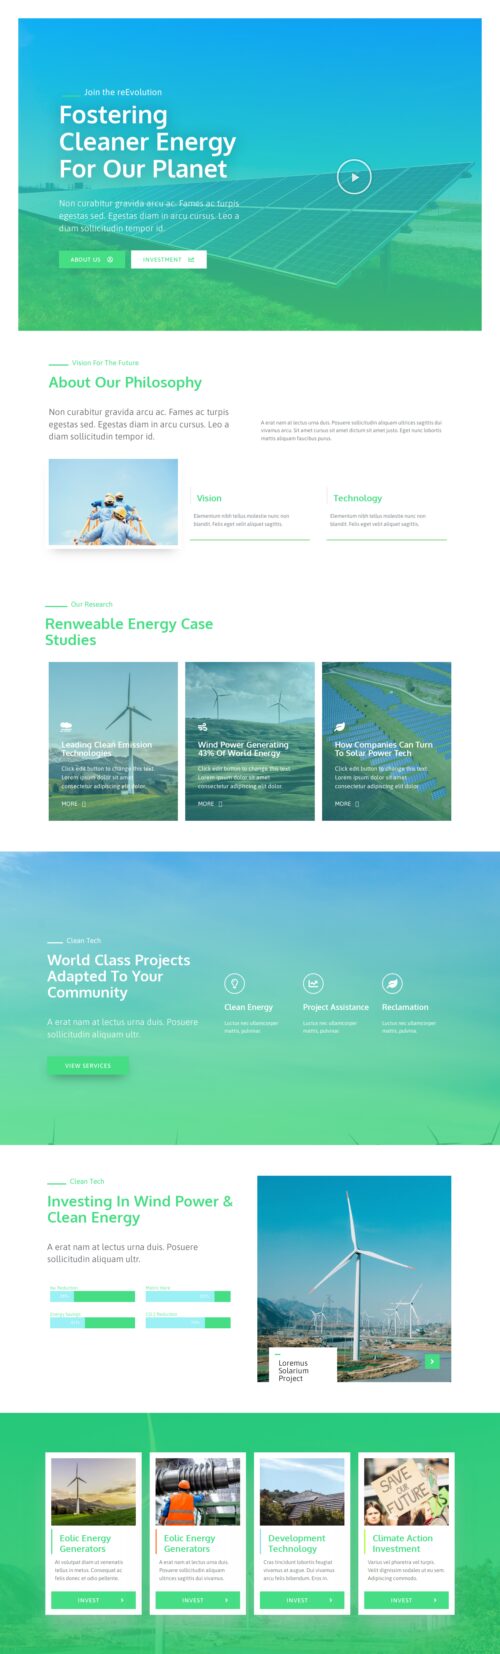 Join the reEvolution
Fostering
Cleaner Energy
For Our Planet
Non curabitur gravida arcu ac. Fames ac turpis
egestas sed. Egestas diam in arcu cursus. Leo a
diam sollicitudin tempor id.
ABOUT US
INVESTMENT
Vision For The Future
About Our Philosophy
Non curabitur gravida arcu ac. Fames ac turpis
egestas sed. Egestas diam in arcu cursus. Leo a
diam sollicitudin tempor id.
A erat nam at lectus urna duis. Posuere sollicitudin aliquam ultrices sagittis dui
vivamus arcu. Sit amet cursus sit amet dictum sit amet justo. Eget nunc lobortis
mattis aliquam faucibus purus.
Vision
Elementum nibh tellus molestie nunc non
blandit. Felis eget velit aliquet sagittis.
Technology
Elementum nibh tellus molestie nunc non
blandit. Felis eget velit aliquet sagittis.
Our Research
Renweable Energy Case
Studies
Leading Clean Emission
Technologies
Click edit button to change this text.
Lorem ipsum dolor sit amet
consectetur adipiscing elit dolor.
MORE
Wind Power Generating
43% Of World Energy
Click edit button to change this text.
Lorem ipsum dolor sit amet
consectetur adipiscing elit dolor.
MORE
How Companies Can Turn
To Solar Power Tech
Click edit button to change this text.
Lorem ipsum dolor sit amet
consectetur adipiscing elit dolor.
MORE
Clean Tech
World Class Projects
Adapted To Your
Community
A erat nam at lectus urna duis. Posuere
sollicitudin aliquam ultr.
VIEW SERVICES
Clean Energy
Luctus nec ullamcorper
mattis, pulvinar.
Project Assistance
Luctus nec ullamcorper
mattis, pulvinar.
Reclamation
Luctus nec ullamcorper
mattis, pulvinar.
Clean Tech
Investing In Wind Power &
Clean Energy
A erat nam at lectus urna duis. Posuere
sollicitudin aliquam ultr.
Energy Savings
CO 2 Reduction
Loremus
Solarium
Project
SAVE
OUR
FUTURE
Eolic Energy
Generators
At volutpat diam ut venenatis
tellus in metus. Consequat ac
felis donec et odio pellente.
INVEST
Eolic Energy
Generators
A erat nam at lectus urna duis.
Posuere sollicitudin aliquam
ultrices sagittis dui vivamus.
INVEST
Development
Technology
Cras tincidunt lobortis feugiat
vivamus at augue. Dui vivamus
arcu felis bibendum. Eros in.
INVEST
Climate Action
Investment
Varius vel pharetra vel turpis.
Velit dignissim sodales ut eu sem.
Adipiscing commodo.
INVEST